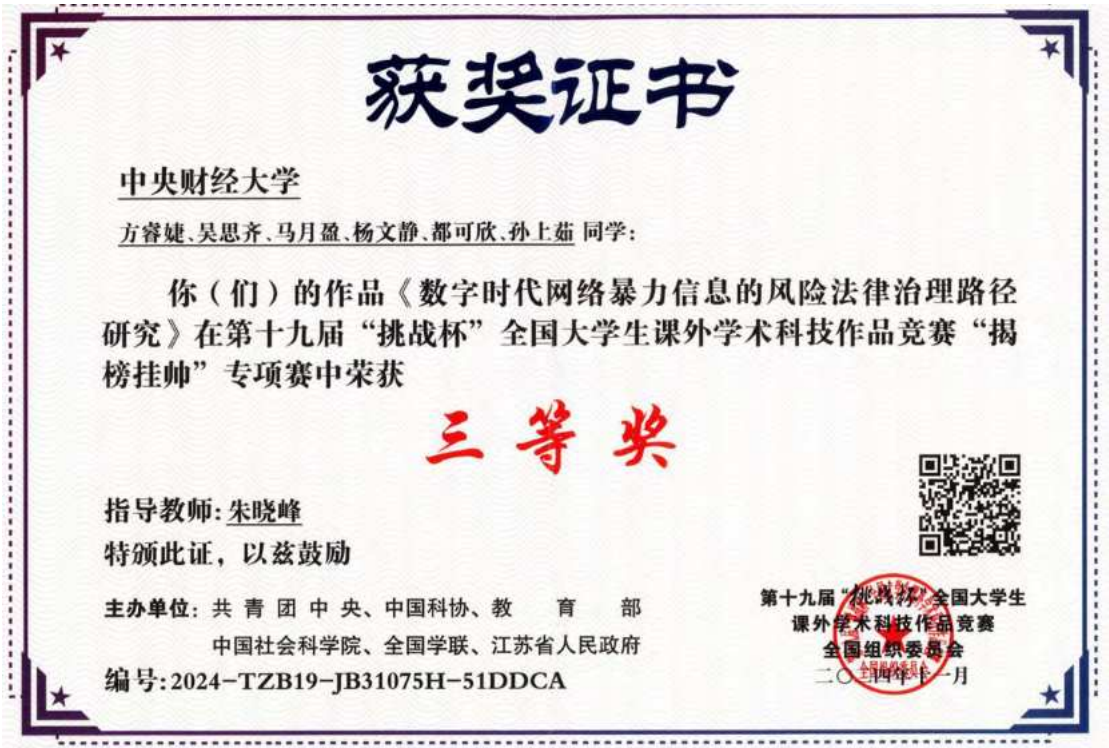 获奖证书
中央财经大学
方睿婕、吴思齐、马月盈、杨文静、都可欣、孙上茹 同学：
你（们）的作品《数字时代网络暴力信息的风险法律治理路径
研究》在第十九届“挑战杯”全国大学生课外学术科技作品竞赛“揭
榜挂帅”专项赛中荣获
三等奖
指导教师：朱晓峰
特颁此证，以兹鼓励
主办单位：共青团中央、中国科协、教育部
中国社会科学院、全国学联、江苏省人民政府
编号：2024-TZB19-JB31075H-51DDCA
第十九届“挑战杯”全国大学生
课外学术科技作品竞赛
全国组织委员会
二〇二四年十一月